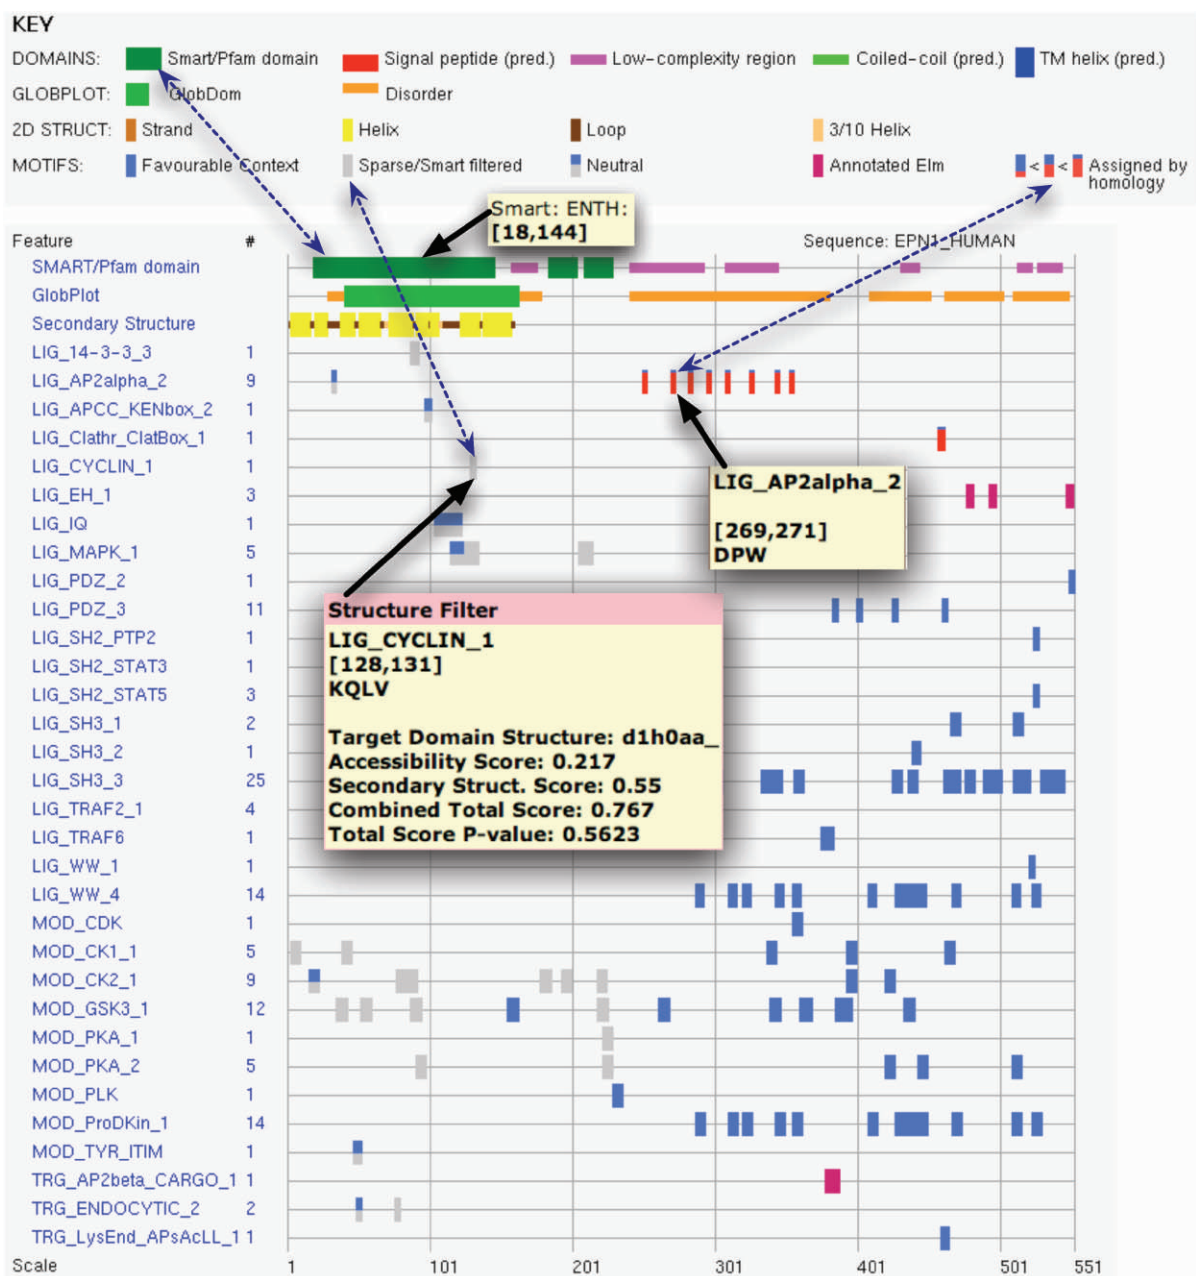 KEY
DOMAINS: Smart/Pfam domain Signal peptide (pred.) Low-complexity region Coiled-coil (pred.) TM helix (pred.)
GLOBPLOT: GlobDom Disorder
2D STRUCT: Strand Helix Loop 3/10 Helix
MOTIFS: Favourable Context Sparse/Smart filtered Neutral Annotated Elm < < Assigned by
homology
Smart: ENTH:
[18,144]
Feature # Sequence: EPN1_HUMAN
SMART/Pfam domain
GlobPlot
Secondary Structure
LIG_14-3-3_3 1
LIG_AP2alpha_2 9
LIG_APCC_KENbox_2 1
LIG_Clathr_ClatBox_1 1
LIG_CYCLIN_1 1
LIG_EH_1 3
LIG_IQ 1
LIG_MAPK_1 5
LIG_PDZ_2 1
LIG_PDZ_3 11
LIG_SH2_PTP2 1
LIG_SH2_STAT3 1
LIG_SH2_STAT5 3
LIG_SH3_1 2
LIG_SH3_2 1
LIG_SH3_3 25
LIG_TRAF2_1 4
LIG_TRAF6 1
LIG_WW_1 1
LIG_WW_4 14
MOD_CDK 1
MOD_CK1_1 5
MOD_CK2_1 9
MOD_GSK3_1 12
MOD_PKA_1 1
MOD_PKA_2 5
MOD_PLK 1
MOD_ProDKin_1 14
MOD_TYR_ITIM 1
TRG_AP2beta_CARGO_1 1
TRG_ENDOCYTIC_2 2
TRG_LysEnd_APsAcLL_1 1
LIG_AP2alpha_2
[269,271]
DPW
Structure Filter
LIG_CYCLIN_1
[128,131]
KQLV
Target Domain Structure: d1h0aa_
Accessibility Score: 0.217
Secondary Struct. Score: 0.55
Combined Total Score: 0.767
Total Score P-value: 0.5623
Scale 1 101 201 301 401 501 551